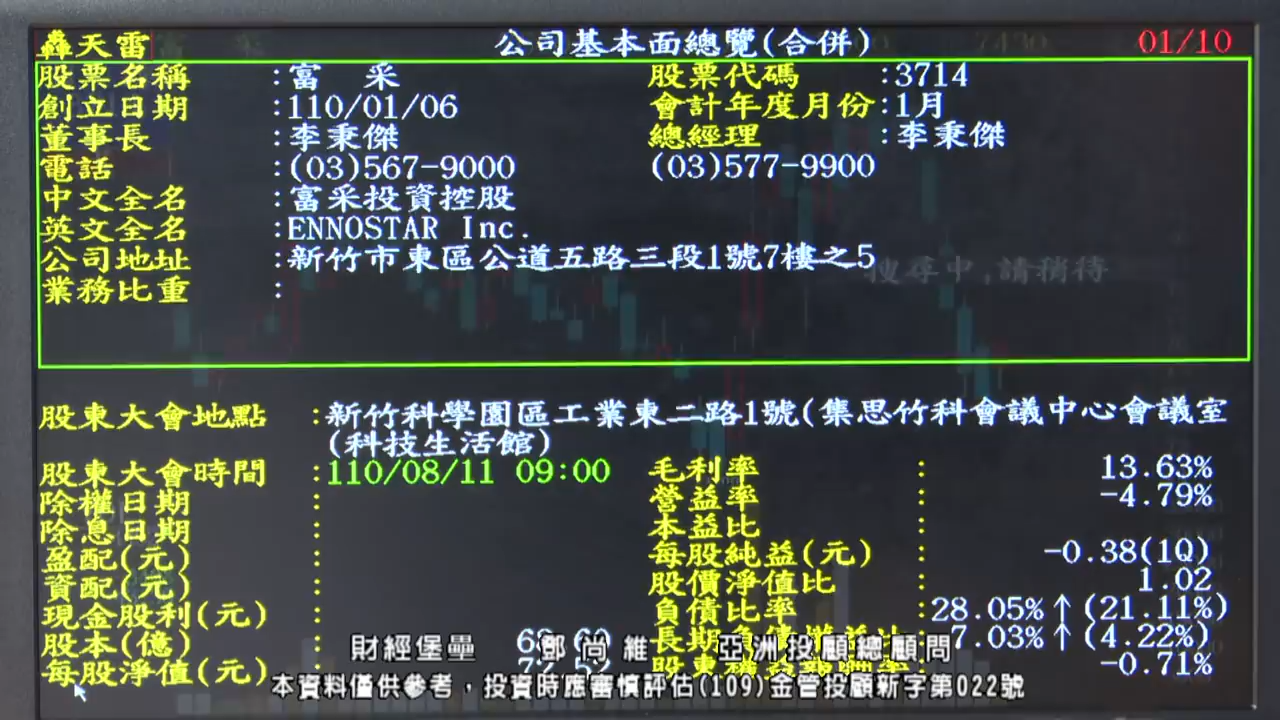 轟天雷 公司基本面總覽(合併) 01/10
股票名稱 :富 采 股票代碼 :3714
創立日期 :110/01/06 會計年度月份:1月
董事長 :李秉傑 總經理 :李秉傑
電話 :(03)567-9000 (03)577-9900
中文全名 :富采投資控股
英文全名 :ENNOSTAR Inc.
公司地址 :新竹市東區公道五路三段1號7樓之5
業務比重 :
搜尋中,請稍待
股東大會地點 :新竹科學園區工業東二路1號(集思竹科會議中心會議室
(科技生活館)
股東大會時間 :110/08/11 09:00 毛利率 : 13.63%
除權日期 : 營益率 : -4.79%
除息日期 : 本益比 :
盈配(元) : 每股純益(元) : -0.38(1Q)
資配(元) : 股價淨值比 : 1.02
現金股利(元) : 負債比率 :28.05%↑(21.11%)
股本(億) : 長期 7.03%↑(4.22%)
每股淨值(元) : 72.52 -0.71%
財經堡壘 鄧尚維 亞洲投顧總顧問
本資料僅供參考，投資時應審慎評估(109)金管投顧新字第022號